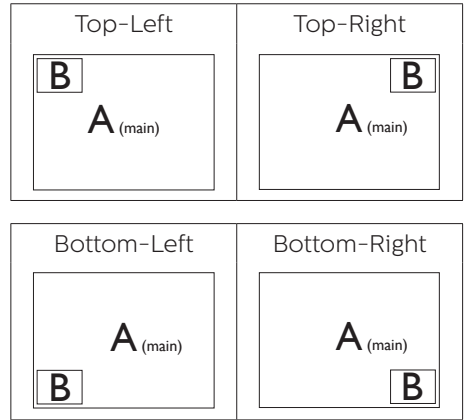 Top-Left
Top-Right
B
B
A (main)
A (main)
Bottom-Left
Bottom-Right
A (main)
A (main)
B
B